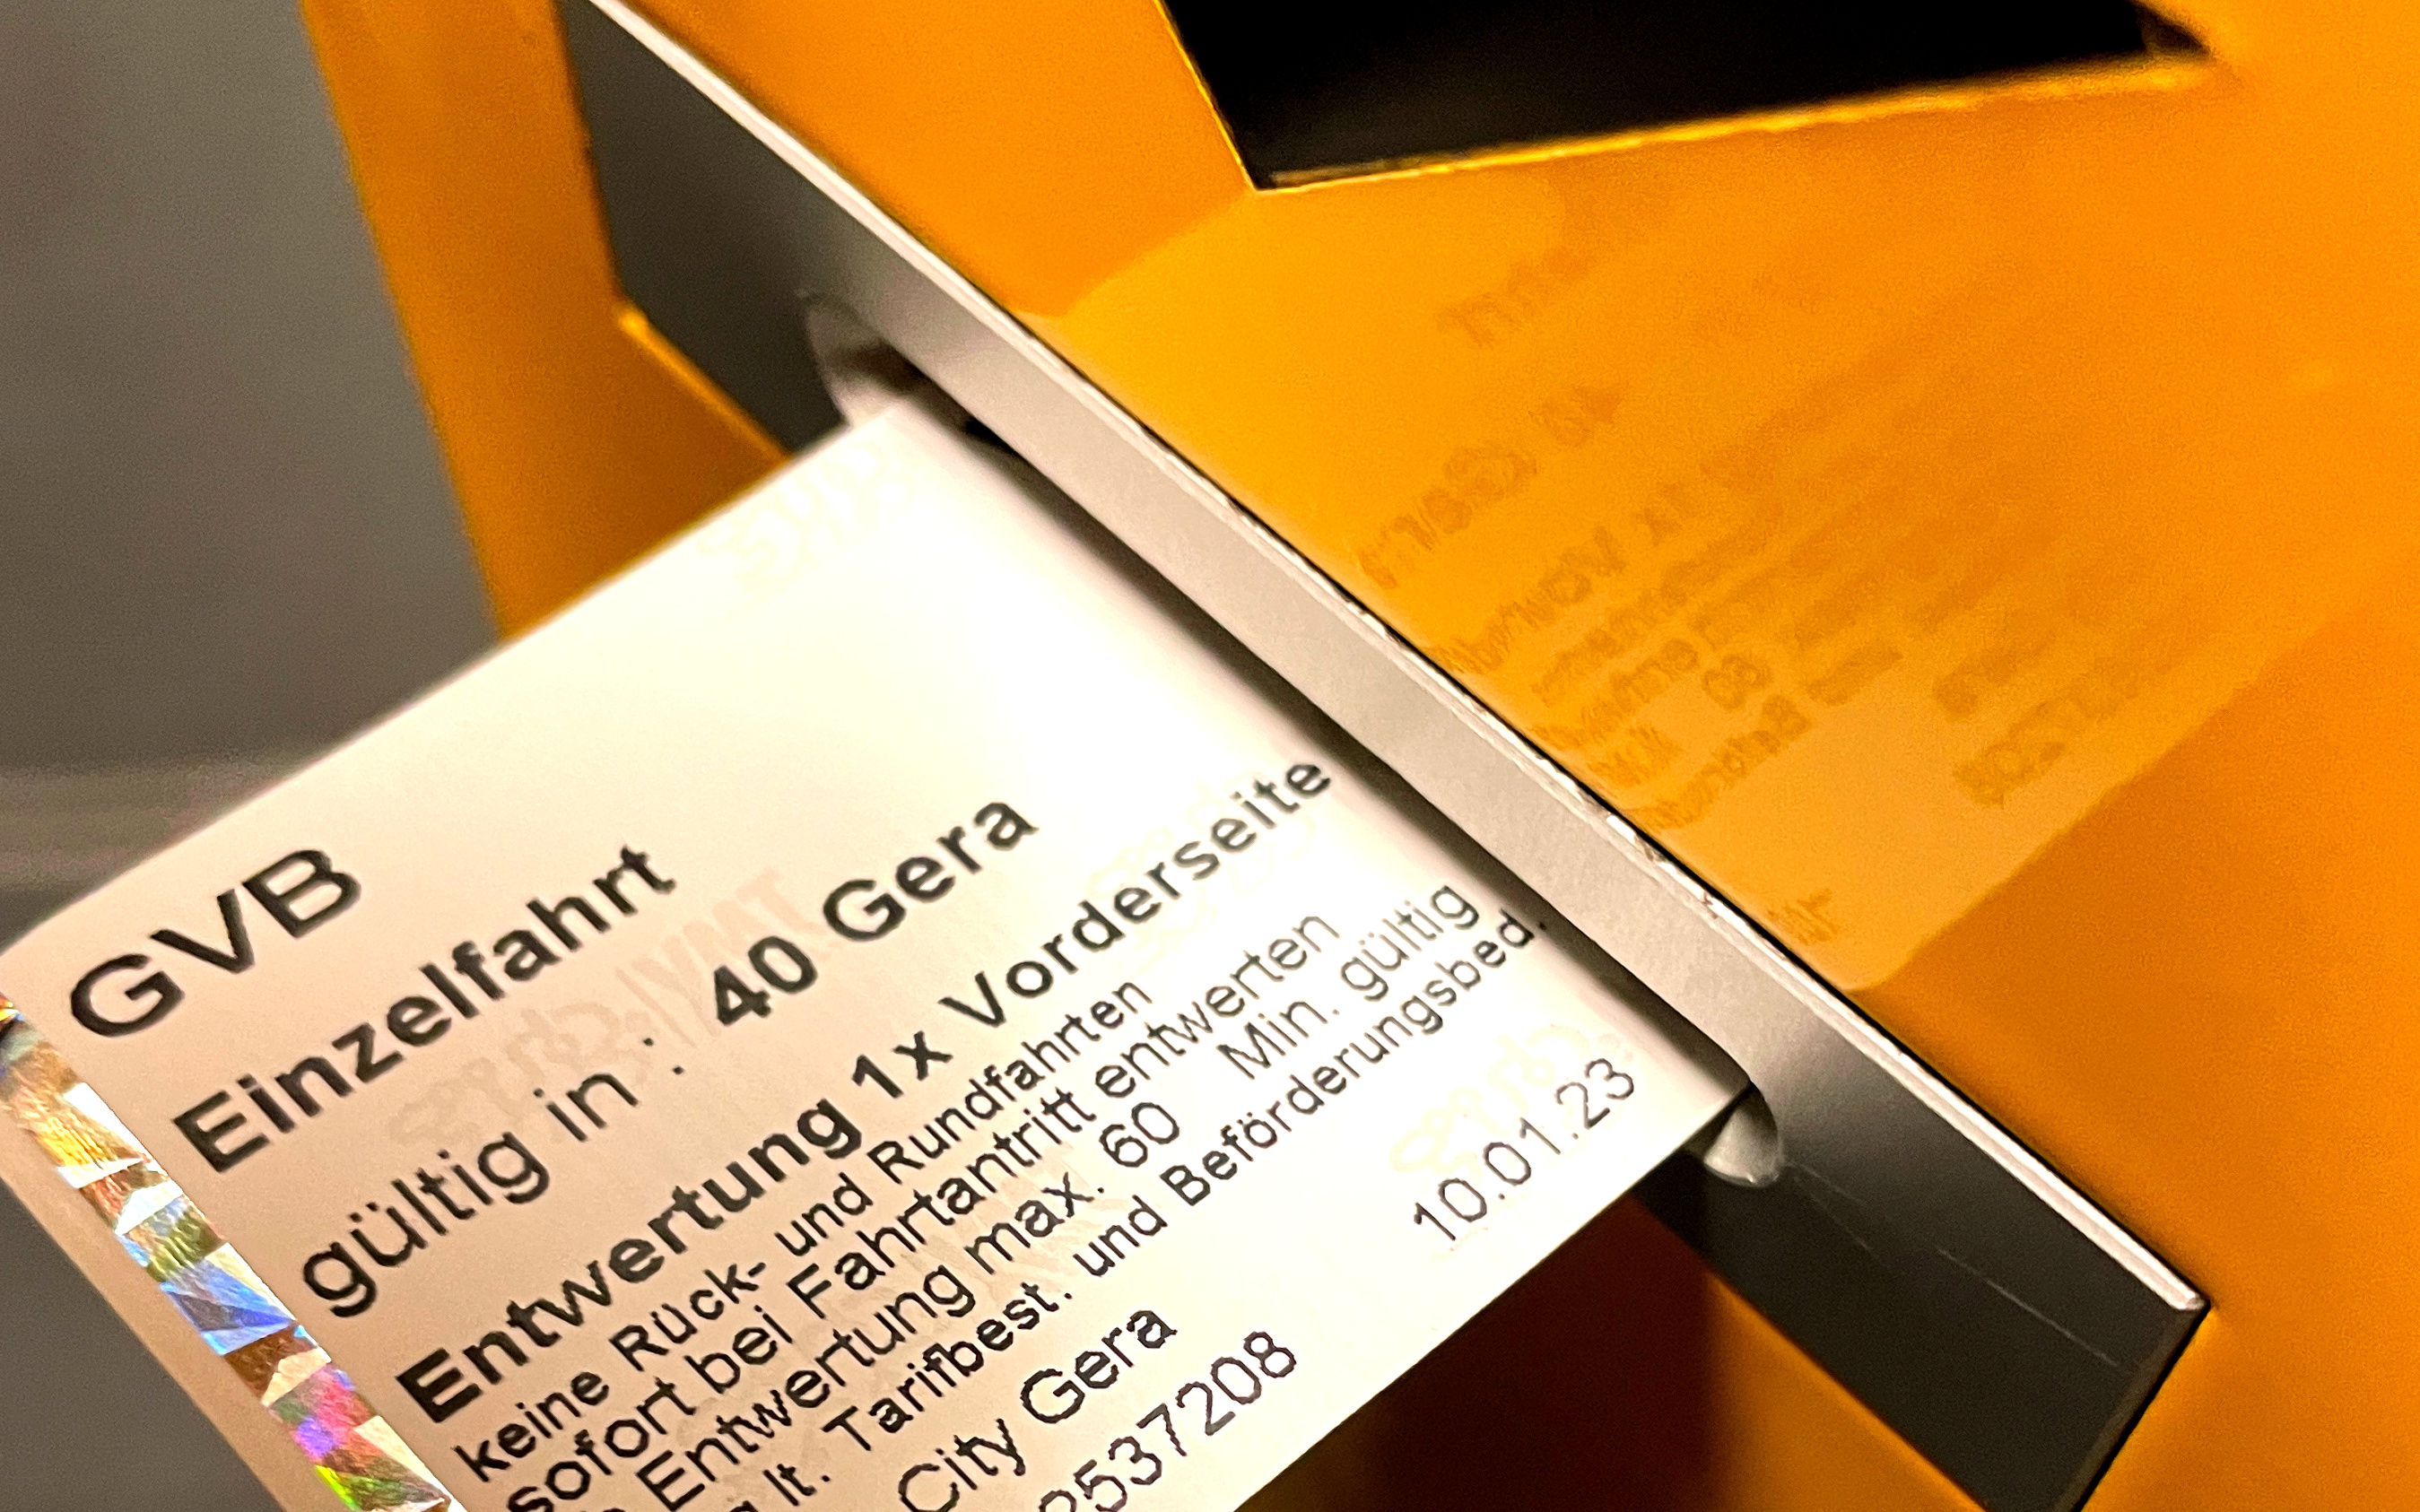 GVB
Einzelfahrt
gültig in : 40 Gera
Entwertung 1x Vorderseite
keine Rück- und Rundfahrten
sofort bei Fahrtantritt entwerten
Entwertung max. 60 Min. gültig
lt. Tarifbest. und Beförderungsbed.
10.01.23
City Gera
2537208